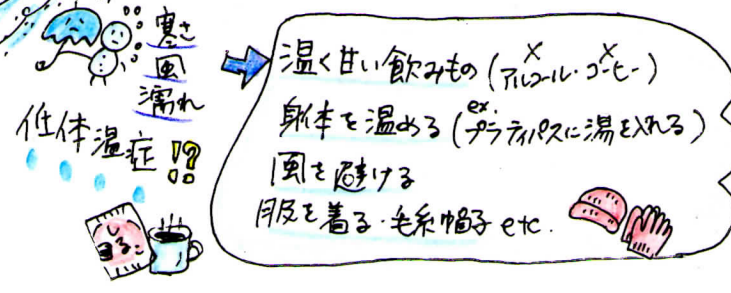 寒さ
風
濡れ
低体温症!?
しるこ
温く甘い飲みもの (アルコール・コーヒー)
× ×
身体を温める (ex. プラティパスに湯を入れる)
風を避ける
服を着る・毛糸帽子 etc.